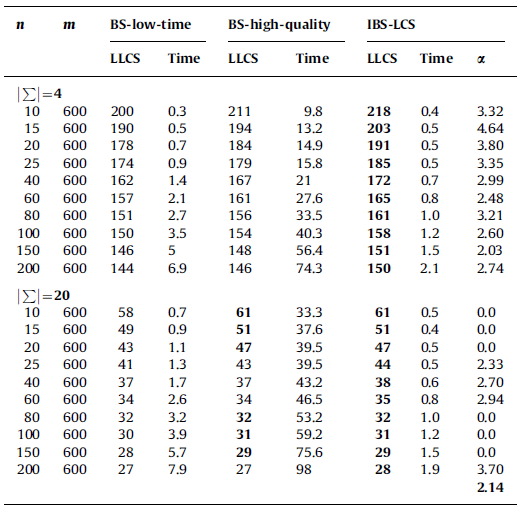 n m BS-low-time BS-high-quality IBS-LCS
LLCS Time LLCS Time LLCS Time α
|∑|=4
10 600 200 0.3 211 9.8 218 0.4 3.32
15 600 190 0.5 194 13.2 203 0.5 4.64
20 600 178 0.7 184 14.9 191 0.5 3.80
25 600 174 0.9 179 15.8 185 0.5 3.35
40 600 162 1.4 167 21 172 0.7 2.99
60 600 157 2.1 161 27.6 165 0.8 2.48
80 600 151 2.7 156 33.5 161 1.0 3.21
100 600 150 3.5 154 40.3 158 1.2 2.60
150 600 146 5 148 56.4 151 1.5 2.03
200 600 144 6.9 146 74.3 150 2.1 2.74
|∑|=20
10 600 58 0.7 61 33.3 61 0.5 0.0
15 600 49 0.9 51 37.6 51 0.4 0.0
20 600 43 1.1 47 39.5 47 0.5 0.0
25 600 41 1.3 43 39.5 44 0.5 2.33
40 600 37 1.7 37 43.2 38 0.6 2.70
60 600 34 2.6 34 46.5 35 0.8 2.94
80 600 32 3.2 32 53.2 32 1.0 0.0
100 600 30 3.9 31 59.2 31 1.2 0.0
150 600 28 5.7 29 75.6 29 1.5 0.0
200 600 27 7.9 27 98 28 1.9 3.70
2.14